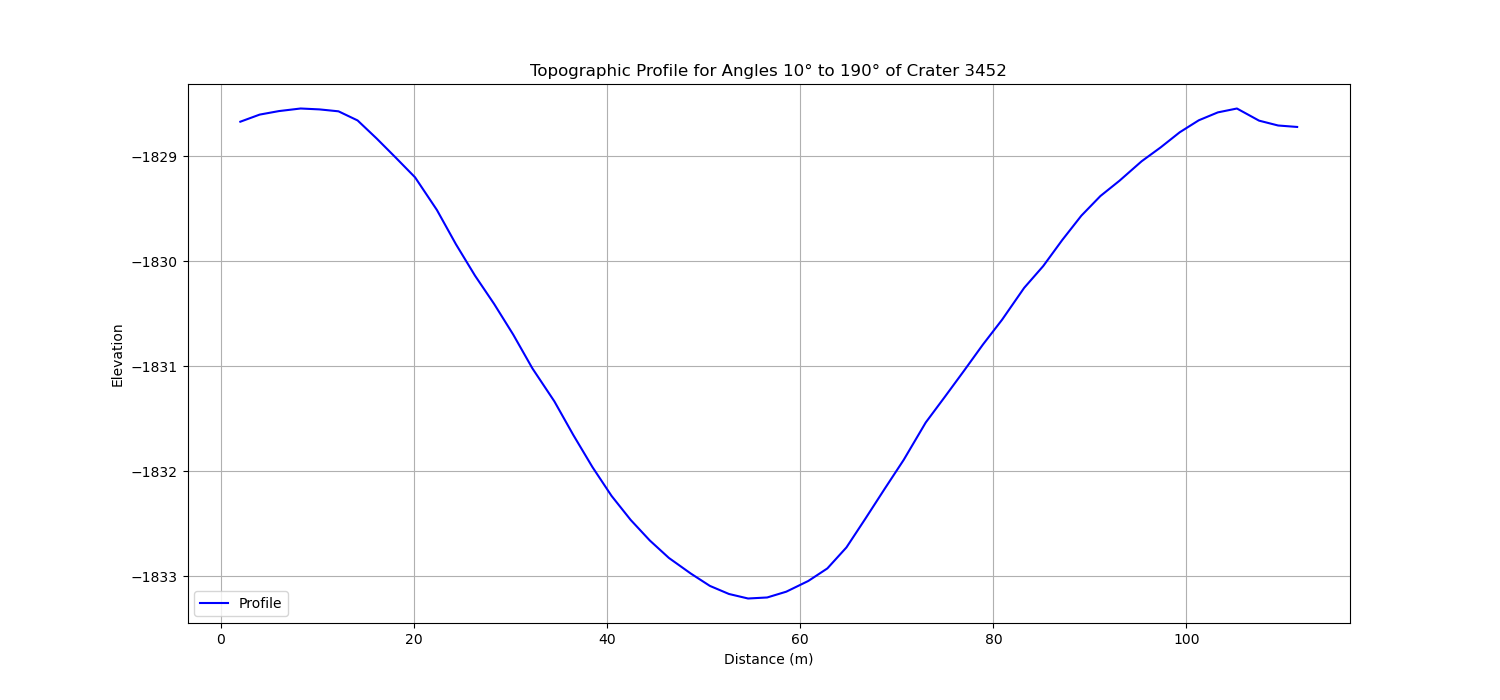 Topographic Profile for Angles 10° to 190° of Crater 3452
Elevation
−1829
−1830
−1831
−1832
−1833
Profile
0 20 40 60 80 100
Distance (m)